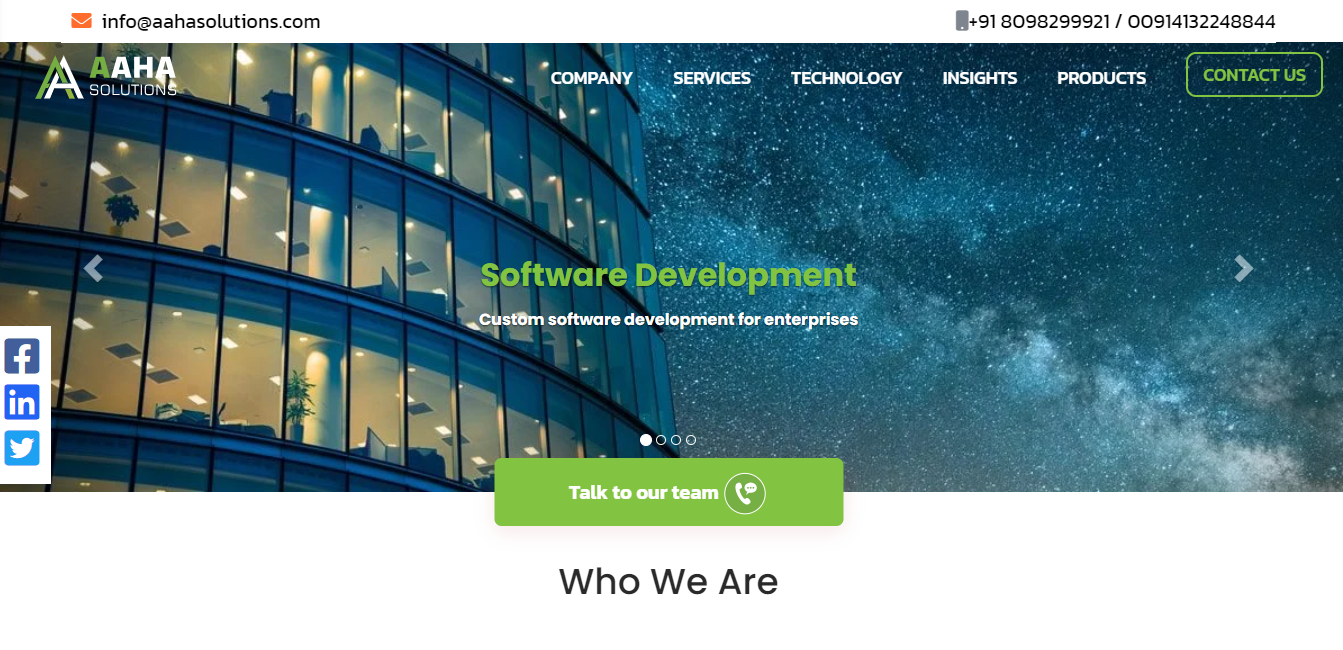 info@aahasolutions.com
+91 8098299921 / 00914132248844
AAHA
SOLUTIONS
COMPANY SERVICES TECHNOLOGY INSIGHTS PRODUCTS CONTACT US
Software Development
Custom software development for enterprises
Talk to our team
Who We Are